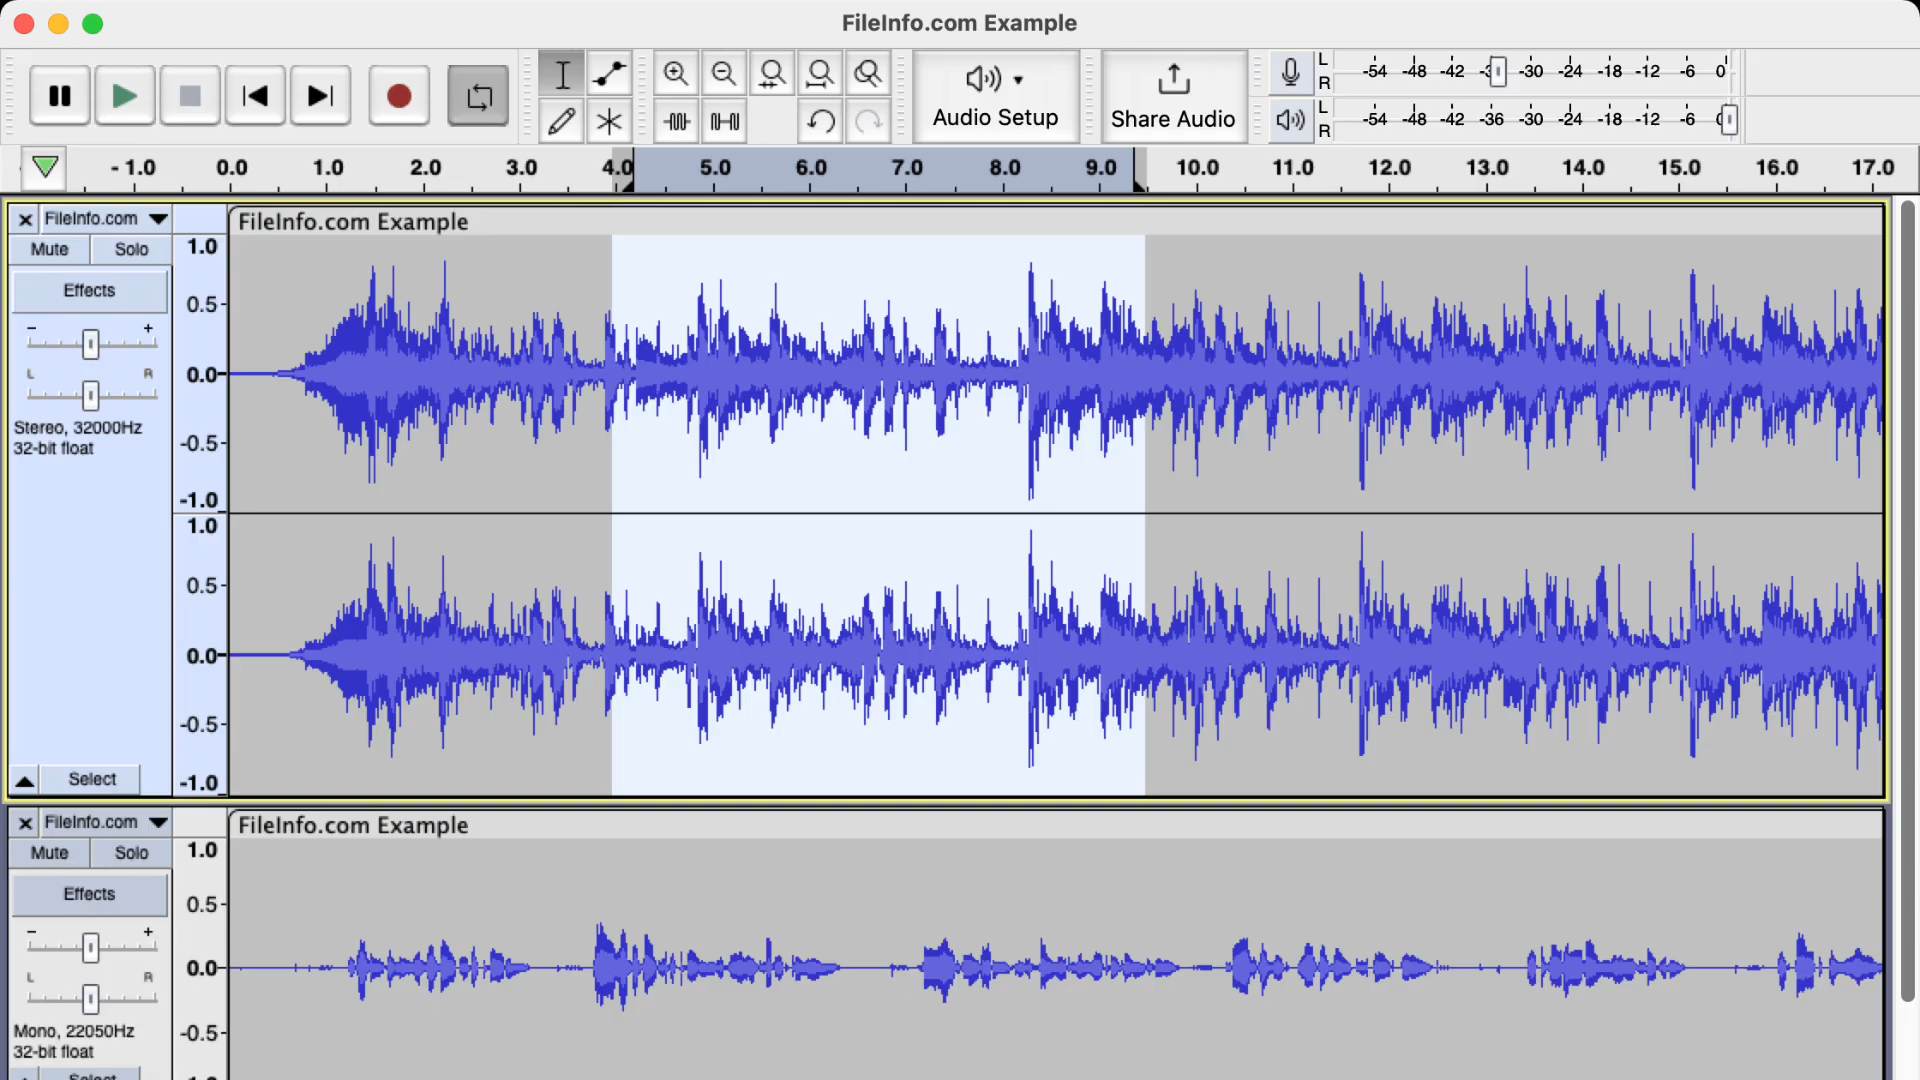 FileInfo.com Example
L
R
-54 -48 -42 -30 -24 -18 -12 -6 0
L
R
-54 -48 -42 -36 -30 -24 -18 -12 -6
Audio Setup
Share Audio
-1.0 0.0 1.0 2.0 3.0 4.0 5.0 6.0 7.0 8.0 9.0 10.0 11.0 12.0 13.0 14.0 15.0 16.0 17.0
FileInfo.com
FileInfo.com Example
Mute Solo
Effects
- +
L R
Stereo, 32000Hz
32-bit float
Select
1.0
0.5
0.0
-0.5
-1.0
1.0
0.5
0.0
-0.5
-1.0
FileInfo.com
FileInfo.com Example
Mute Solo
Effects
- +
L R
Mono, 22050Hz
32-bit float
Select
1.0
0.5
0.0
-0.5